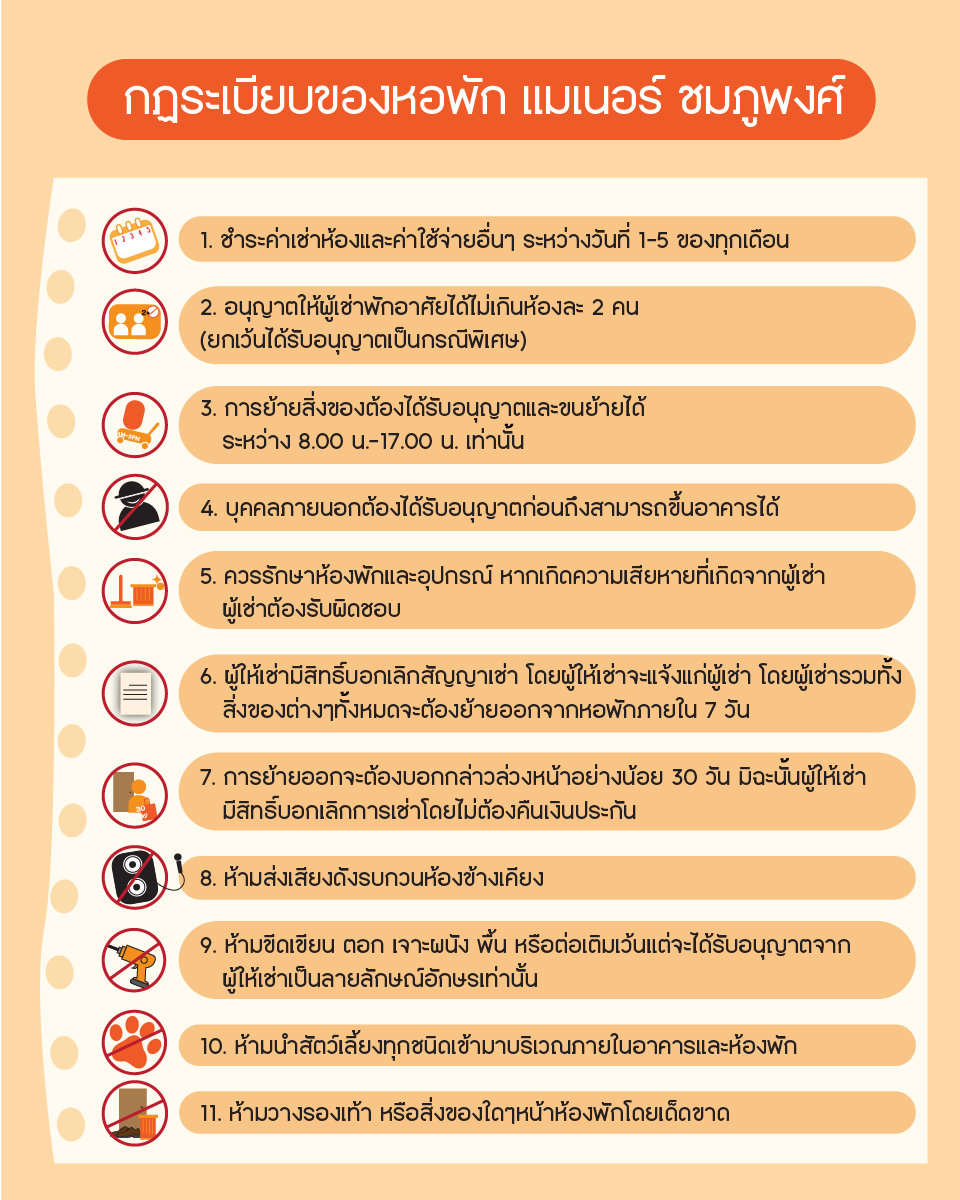 กฏระเบียบของหอพัก แมเนอร์ ชมภูพงศ์
1. ชำระค่าเช่าห้องและค่าใช้จ่ายอื่นๆ ระหว่างวันที่ 1-5 ของทุกเดือน
2. อนุญาตให้ผู้เช่าพักอาศัยได้ไม่เกินห้องละ 2 คน
(ยกเว้นได้รับอนุญาตเป็นกรณีพิเศษ)
3. การย้ายสิ่งของต้องได้รับอนุญาตและขนย้ายได้
ระหว่าง 8.00 น.-17.00 น. เท่านั้น
4. บุคคลภายนอกต้องได้รับอนุญาตก่อนถึงสามารถขึ้นอาคารได้
5. ควรรักษาห้องพักและอุปกรณ์ หากเกิดความเสียหายที่เกิดจากผู้เช่า
ผู้เช่าต้องรับผิดชอบ
6. ผู้ให้เช่ามีสิทธิ์บอกเลิกสัญญาเช่า โดยผู้ให้เช่าจะแจ้งแก่ผู้เช่า โดยผู้เช่ารวมทั้ง
สิ่งของต่างๆทั้งหมดจะต้องย้ายออกจากหอพักภายใน 7 วัน
7. การย้ายออกจะต้องบอกกล่าวล่วงหน้าอย่างน้อย 30 วัน มิฉะนั้นผู้ให้เช่า
มีสิทธิ์บอกเลิกการเช่าโดยไม่ต้องคืนเงินประกัน
8. ห้ามส่งเสียงดังรบกวนห้องข้างเคียง
9. ห้ามขีดเขียน ตอก เจาะผนัง พื้น หรือต่อเติมเว้นแต่จะได้รับอนุญาตจาก
ผู้ให้เช่าเป็นลายลักษณ์อักษรเท่านั้น
10. ห้ามนำสัตว์เลี้ยงทุกชนิดเข้ามาบริเวณภายในอาคารและห้องพัก
11. ห้ามวางรองเท้า หรือสิ่งของใดๆหน้าห้องพักโดยเด็ดขาด